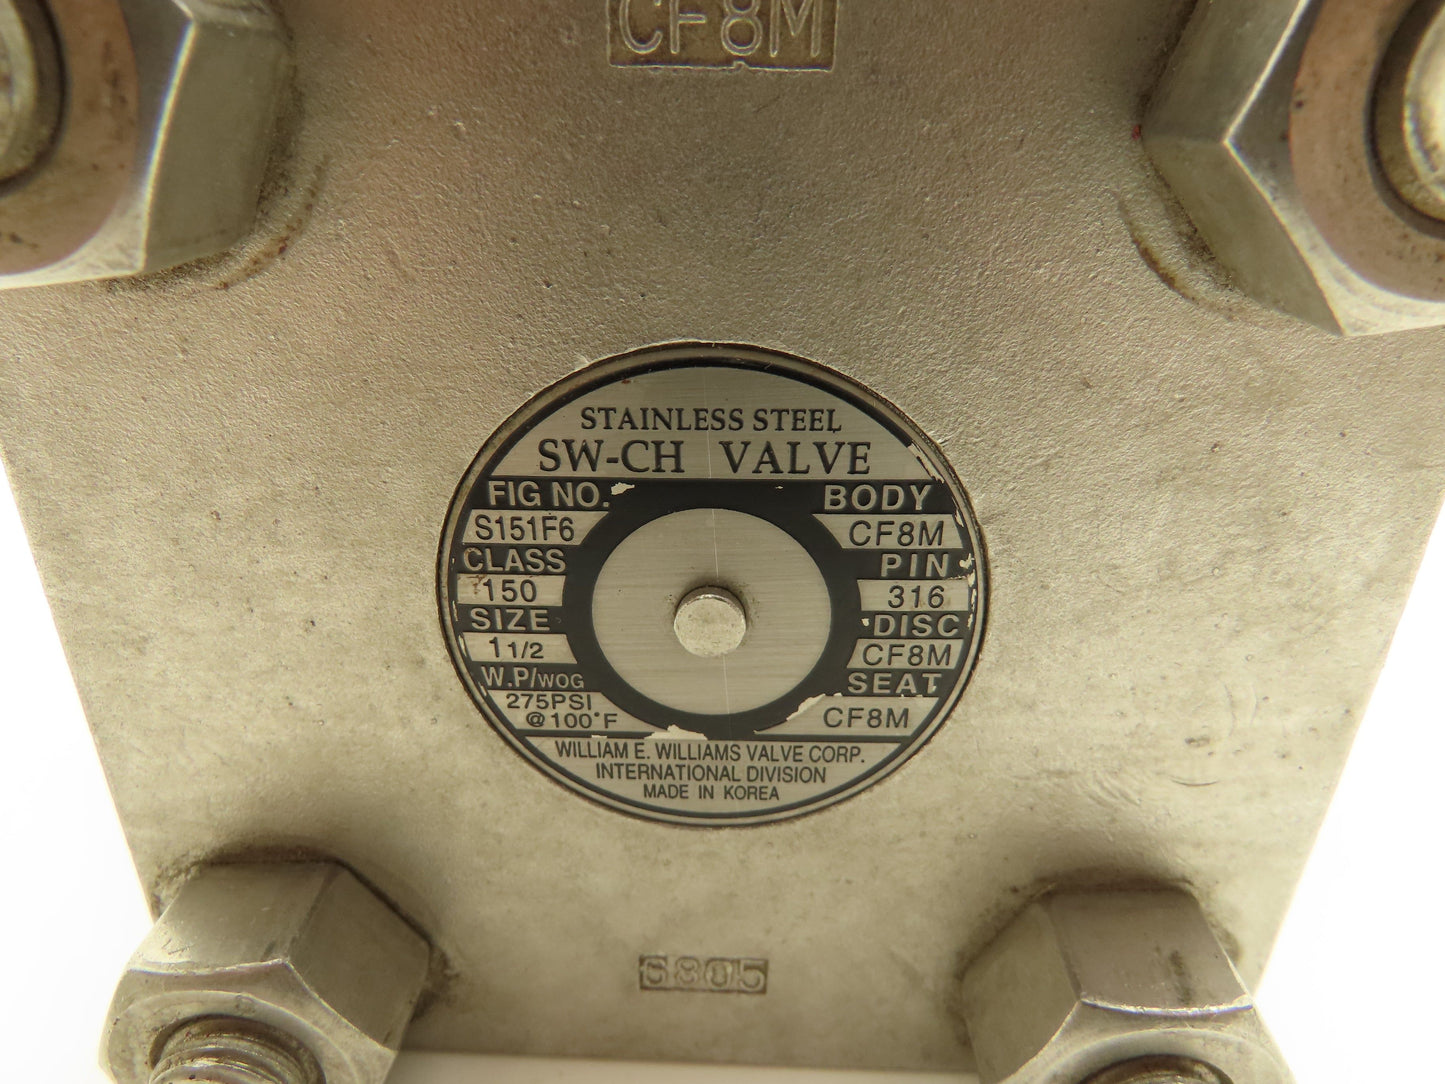 CF8M
STAINLESS STEEL
SW-CH VALVE
FIG NO.
S151F6
CLASS
150
SIZE
1 1/2
W.P/WOG
275PSI
@100°F
BODY
CF8M
PIN
316
DISC
CF8M
SEAT
CF8M
WILLIAM E. WILLIAMS VALVE CORP.
INTERNATIONAL DIVISION
MADE IN KOREA
6805